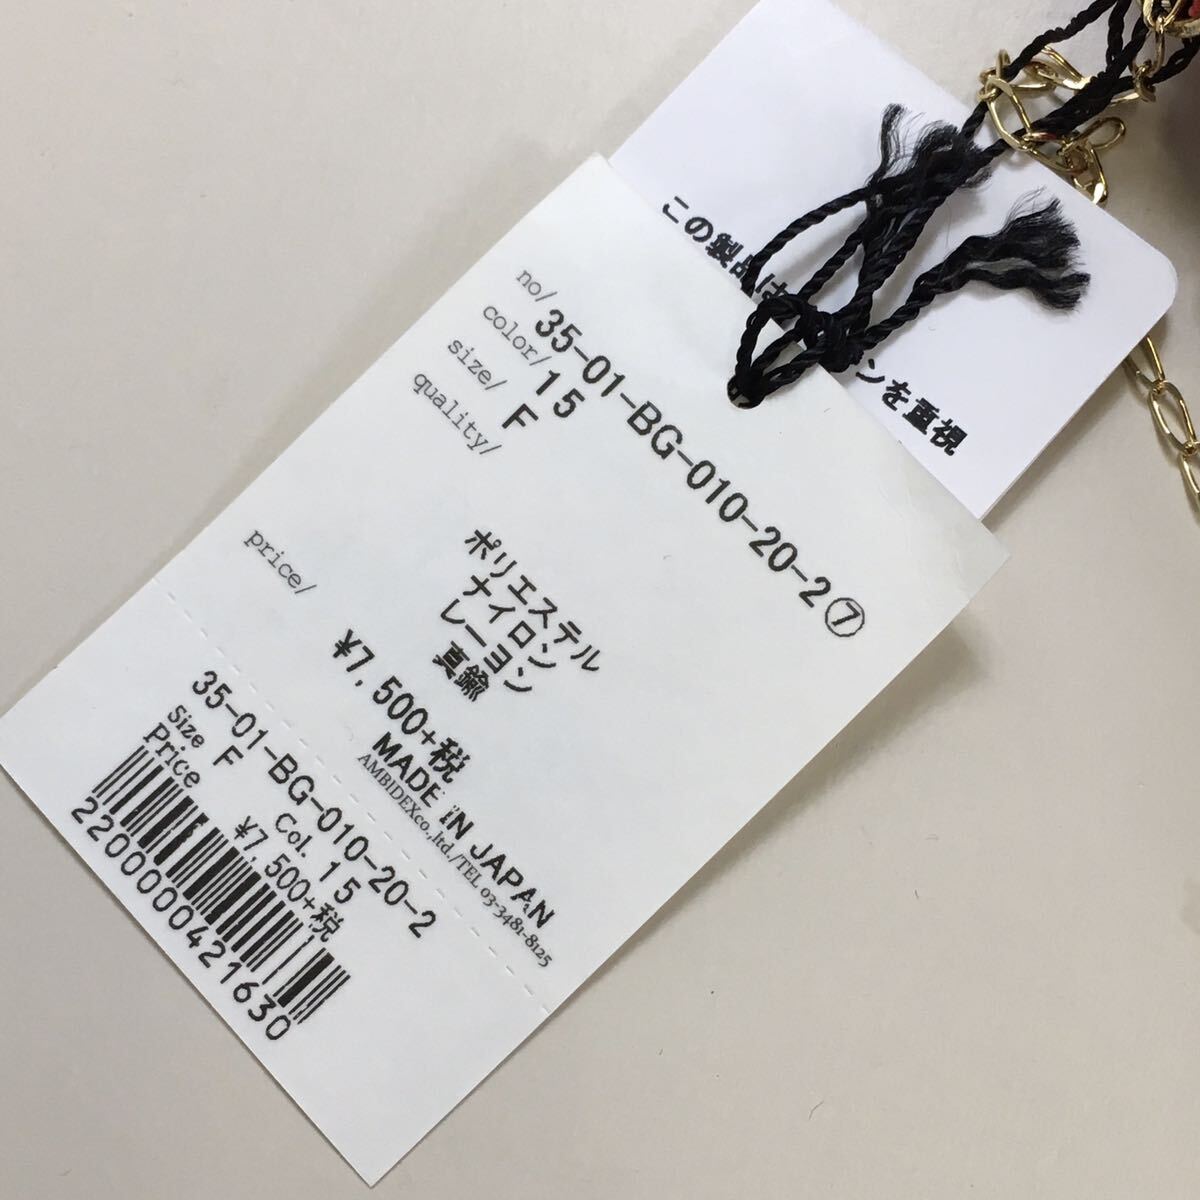 この製品は
ンを重視
no/ 35-01-BG-010-20-2⑦
color/ 15
size/ F
quality/
ポリエステル
ナイロン
レーヨン
真鍮
price/ ¥7,500+税
MADE IN JAPAN
AMBIDEXco.,ltd./TEL 03-3481-8125
35-01-BG-010-20-2
Size F Col. 15
Price ¥7,500+税
2200000421630